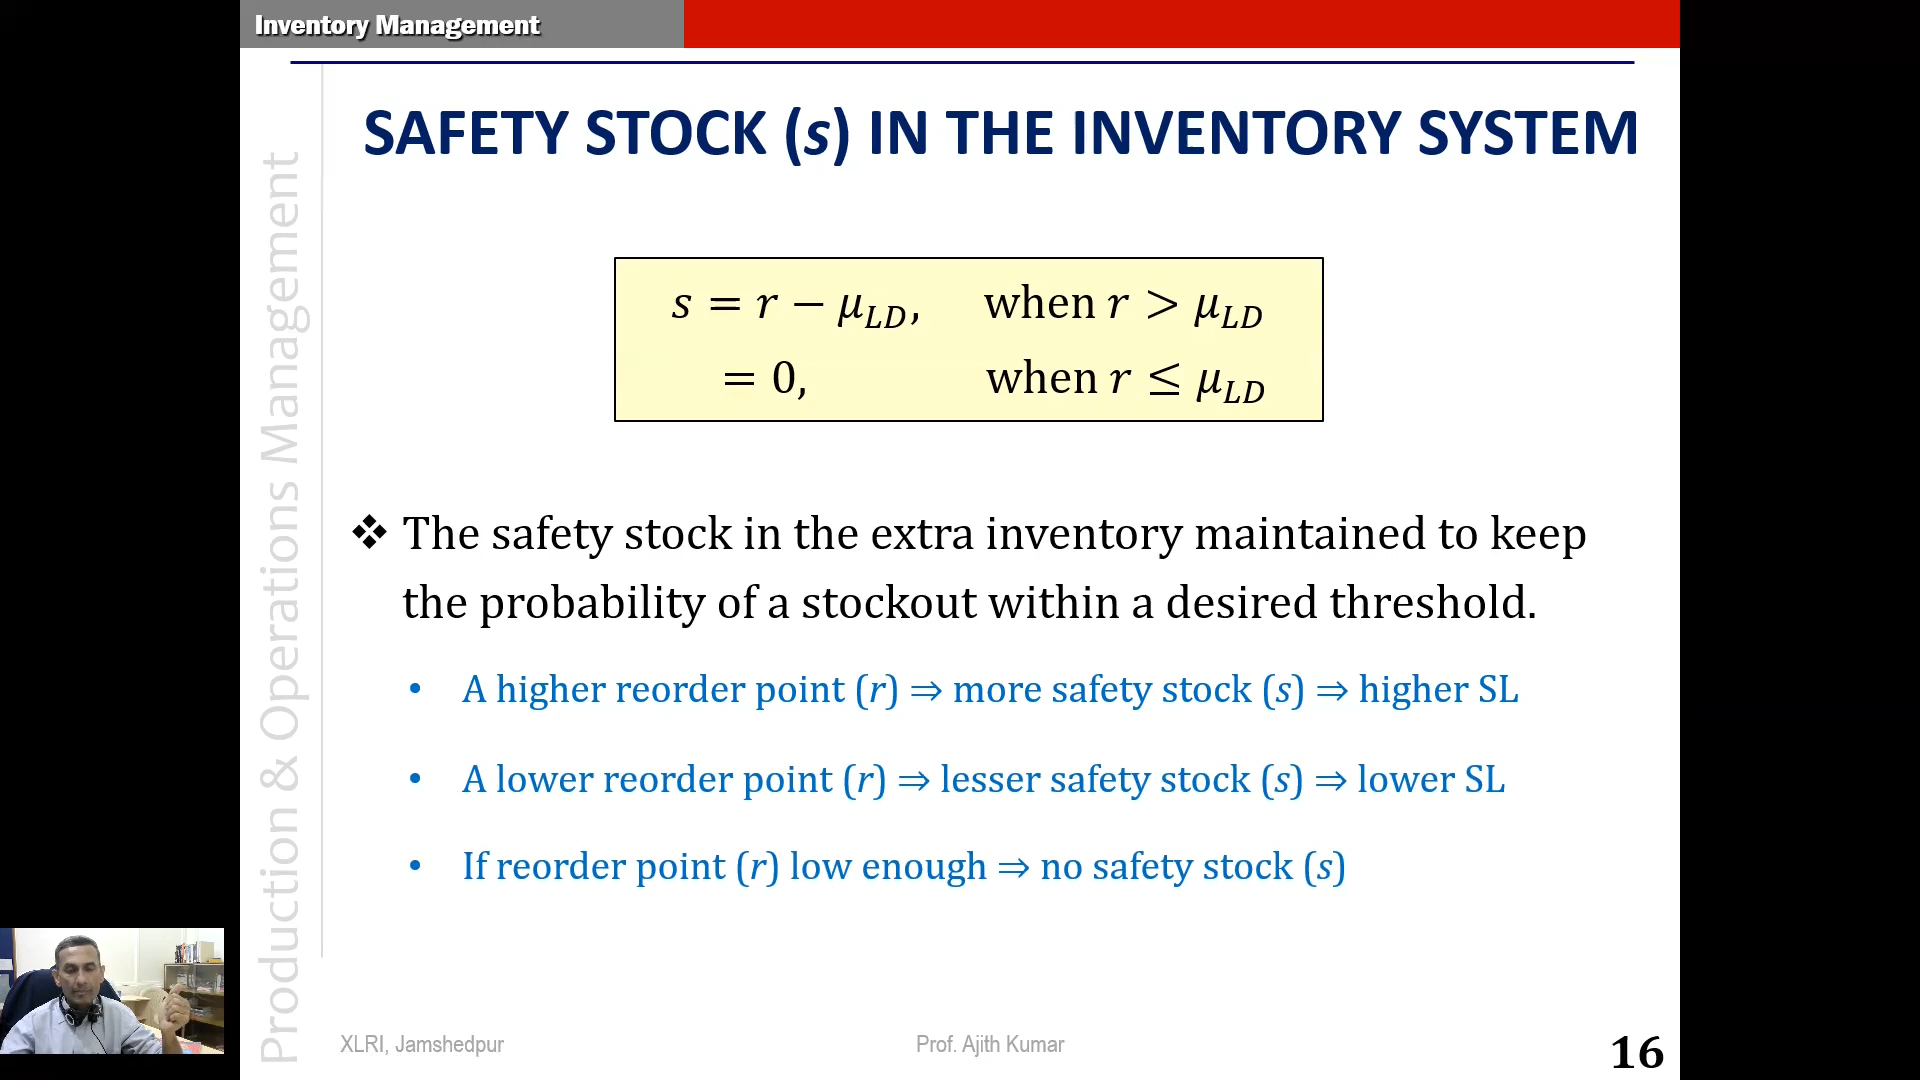 Inventory Management
SAFETY STOCK (s) IN THE INVENTORY SYSTEM
s = r − μ_LD, when r > μ_LD
= 0, when r ≤ μ_LD
❖ The safety stock in the extra inventory maintained to keep
the probability of a stockout within a desired threshold.
• A higher reorder point (r) ⇒ more safety stock (s) ⇒ higher SL
• A lower reorder point (r) ⇒ lesser safety stock (s) ⇒ lower SL
• If reorder point (r) low enough ⇒ no safety stock (s)
Production & Operations Management
XLRI, Jamshedpur
Prof. Ajith Kumar
16